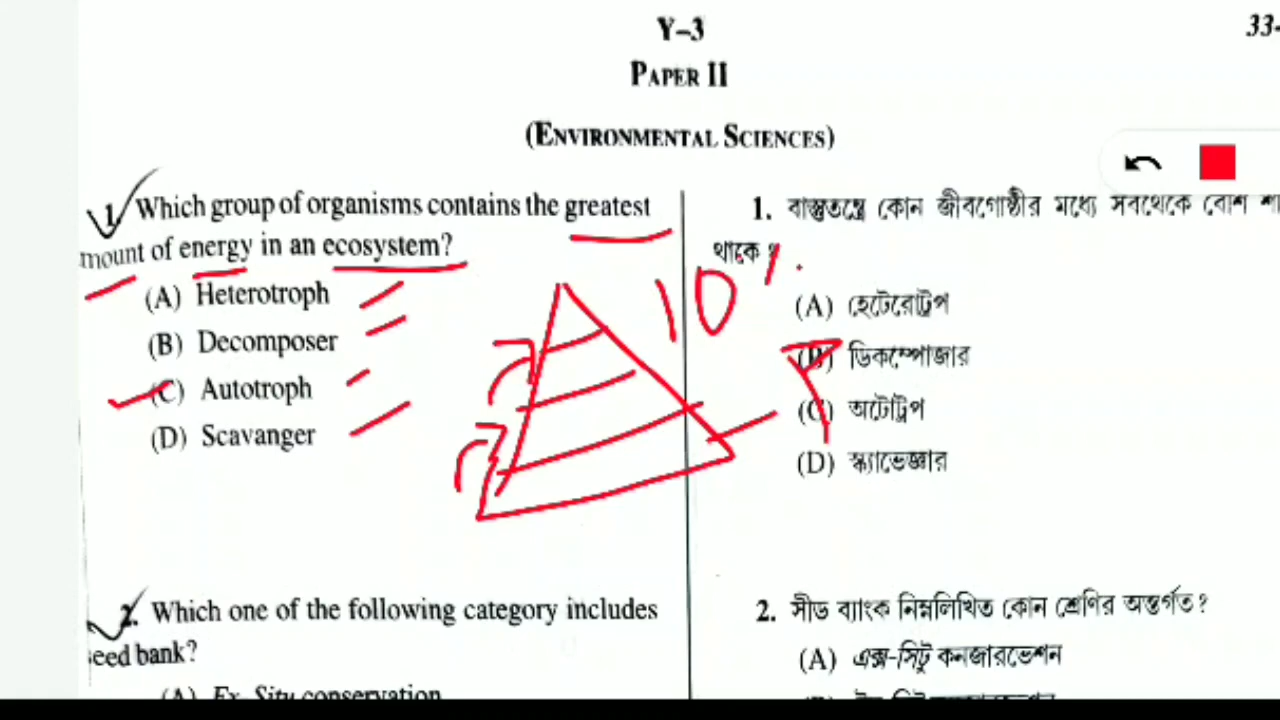 Y–3
33-
PAPER II
(ENVIRONMENTAL SCIENCES)
1. Which group of organisms contains the greatest
mount of energy in an ecosystem?
(A) Heterotroph
(B) Decomposer
(C) Autotroph
(D) Scavanger
2. Which one of the following category includes
eed bank?
(A) Ex-Situ conservation
1. বাস্তুতন্ত্রে কোন জীবগোষ্ঠীর মধ্যে সবথেকে বেশি
থাকে ?
10 %
(A) হেটেরোট্রপ
(B) ডিকম্পোজার
(C) অটোট্রপ
(D) স্ক্যাভেঞ্জার
2. সীড ব্যাংক নিম্নলিখিত কোন শ্রেণির অন্তর্গত?
(A) এক্স-সিটু কনজারভেশন